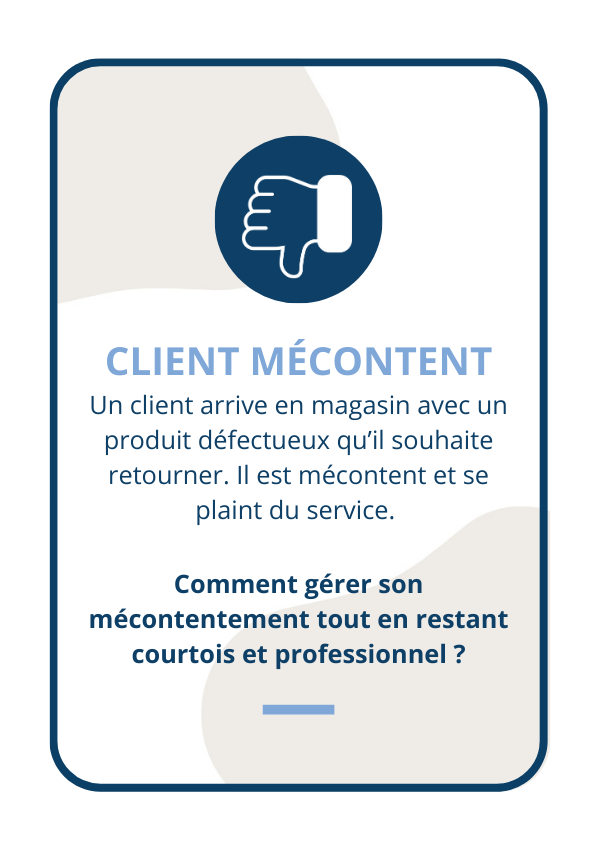 CLIENT MÉCONTENT
Un client arrive en magasin avec un
produit défectueux qu’il souhaite
retourner. Il est mécontent et se
plaint du service.
Comment gérer son
mécontentement tout en restant
courtois et professionnel ?